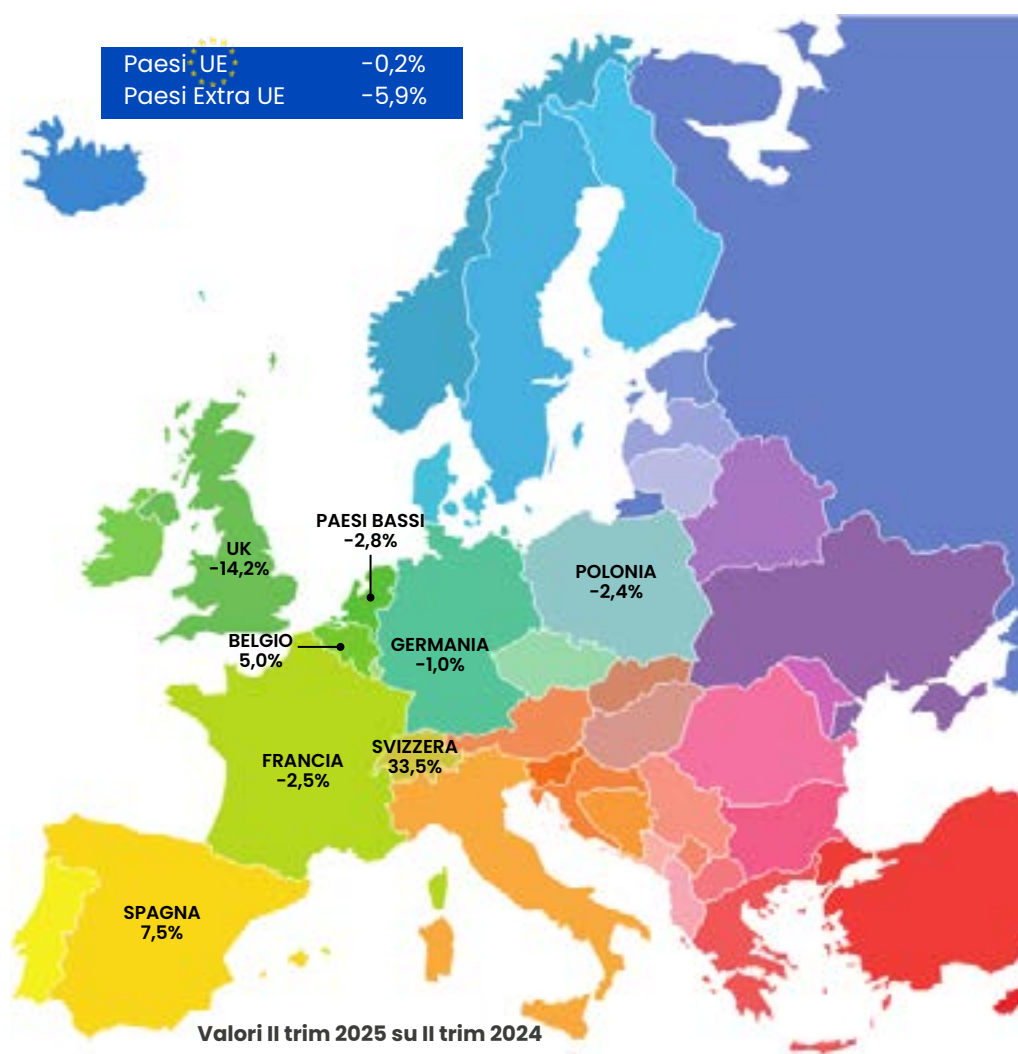 Paesi UE -0,2%
Paesi Extra UE -5,9%
PAESI BASSI
-2,8%
UK
-14,2%
POLONIA
-2,4%
BELGIO
5,0%
GERMANIA
-1,0%
SVIZZERA
33,5%
FRANCIA
-2,5%
SPAGNA
7,5%
Valori II trim 2025 su II trim 2024